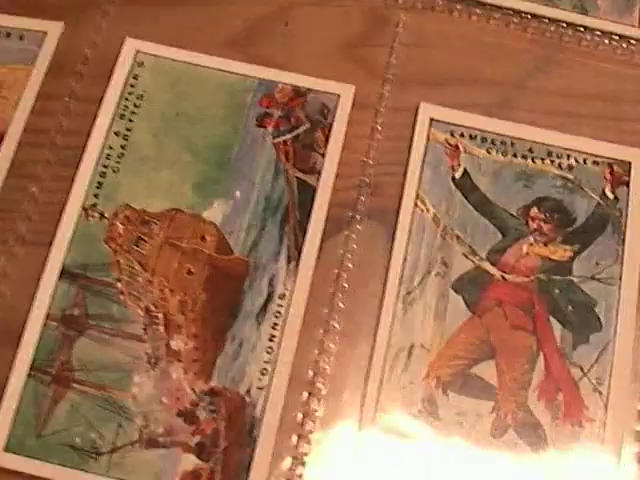 LAMBERT & BUTLER'S
CIGARETTES.
L'OLONNOIS.
LAMBERT & BUTLER
CIGARETTES